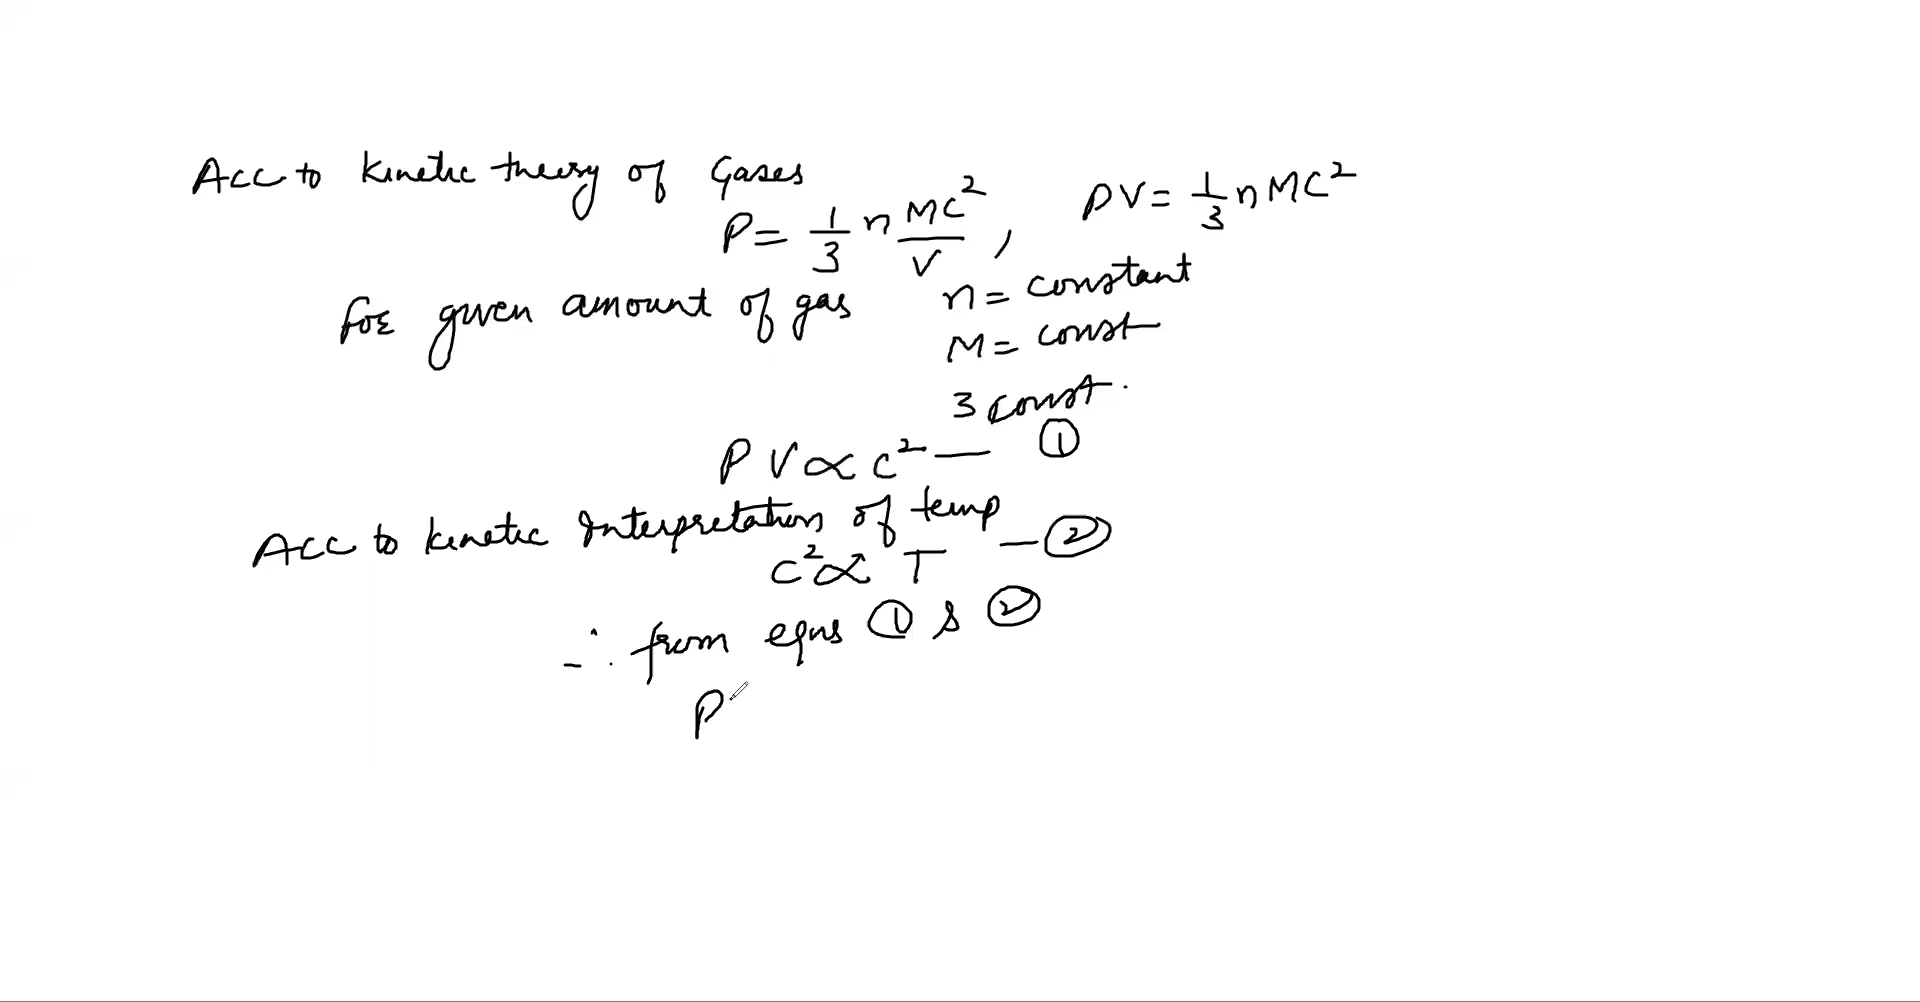 Acc to kinetic theory of Gases
P = 1/3 n MC²/V , PV = 1/3 n MC²
for given amount of gas n = constant
M = const
3 const.
P V ∝ c² — ①
Acc to kinetic Interpretation of temp
c² ∝ T — ②
∴ from eqns ① & ②
P